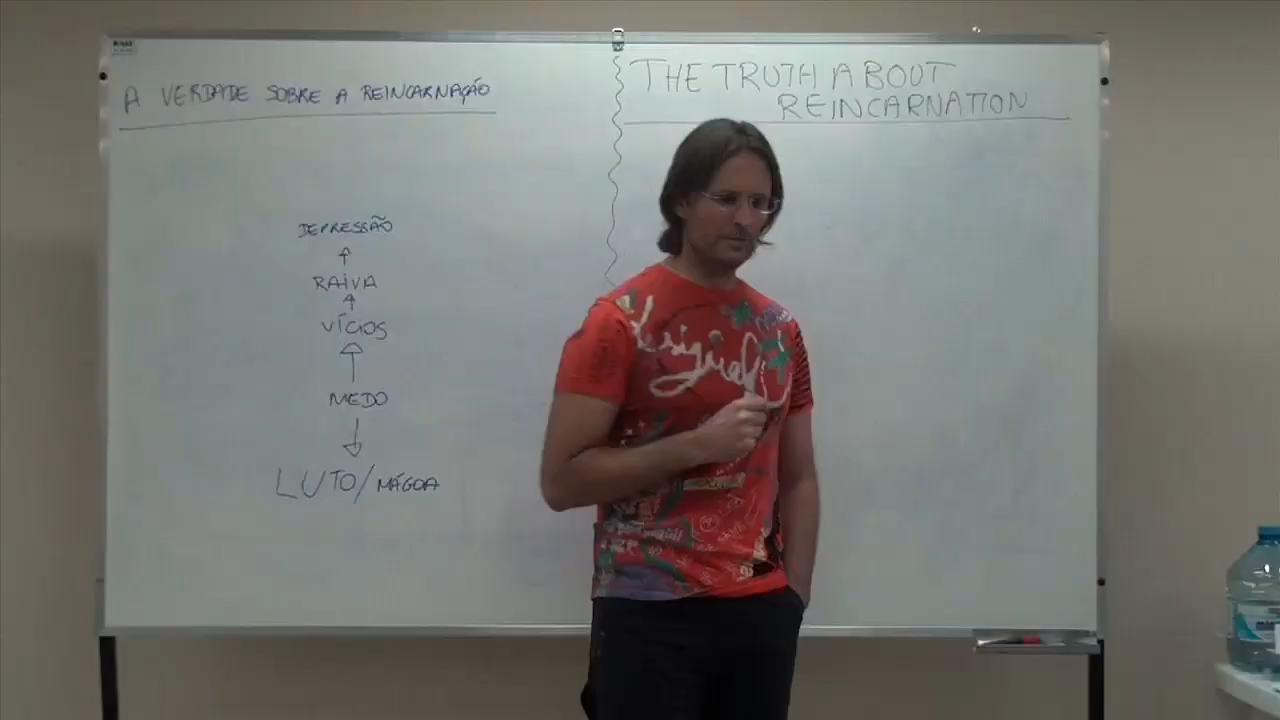 A VERDADE SOBRE A REINCARNAÇÃO
DEPRESSÃO
RAIVA
VÍCIOS
MEDO
LUTO/MÁGOA
THE TRUTH ABOUT
REINCARNATION